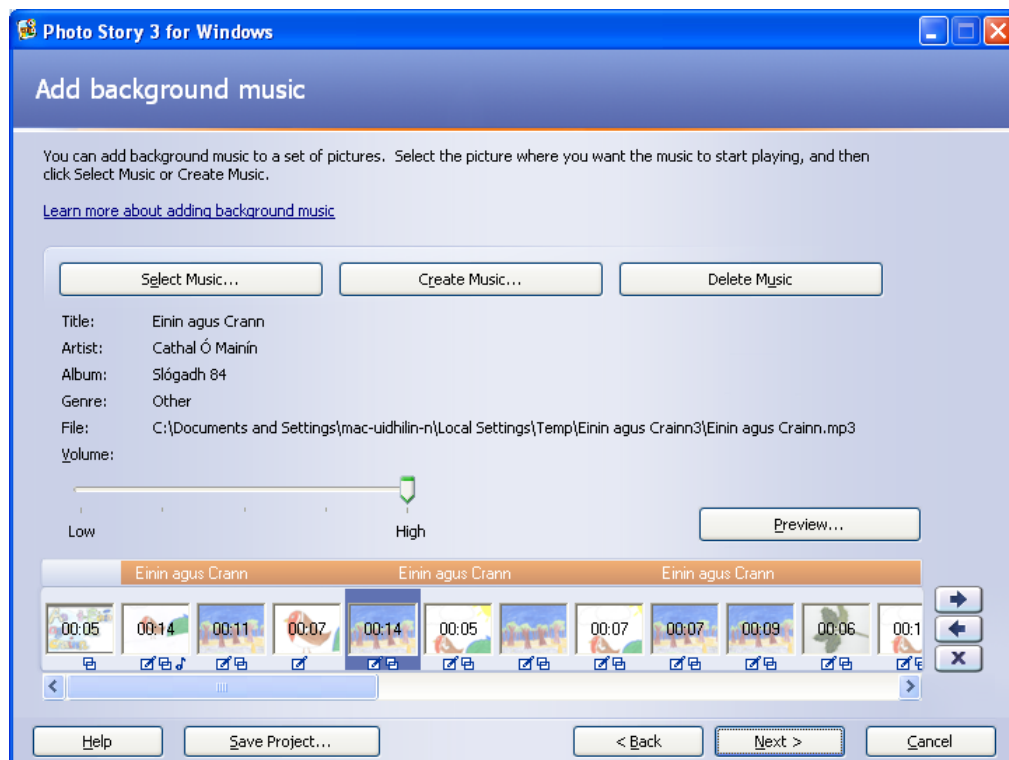 Photo Story 3 for Windows
Add background music
You can add background music to a set of pictures.  Select the picture where you want the music to start playing, and then
click Select Music or Create Music.
Learn more about adding background music
Select Music... Create Music... Delete Music
Title: Einin agus Crann
Artist: Cathal Ó Mainín
Album: Slógadh 84
Genre: Other
File: C:\Documents and Settings\mac-uidhilin-n\Local Settings\Temp\Einin agus Crainn3\Einin agus Crainn.mp3
Volume:
Low High
Preview...
Einin agus Crann Einin agus Crann Einin agus Crann
00:05 00:14 00:11 00:07 00:14 00:05 00:07 00:07 00:09 00:06 00:1
Help Save Project... < Back Next > Cancel